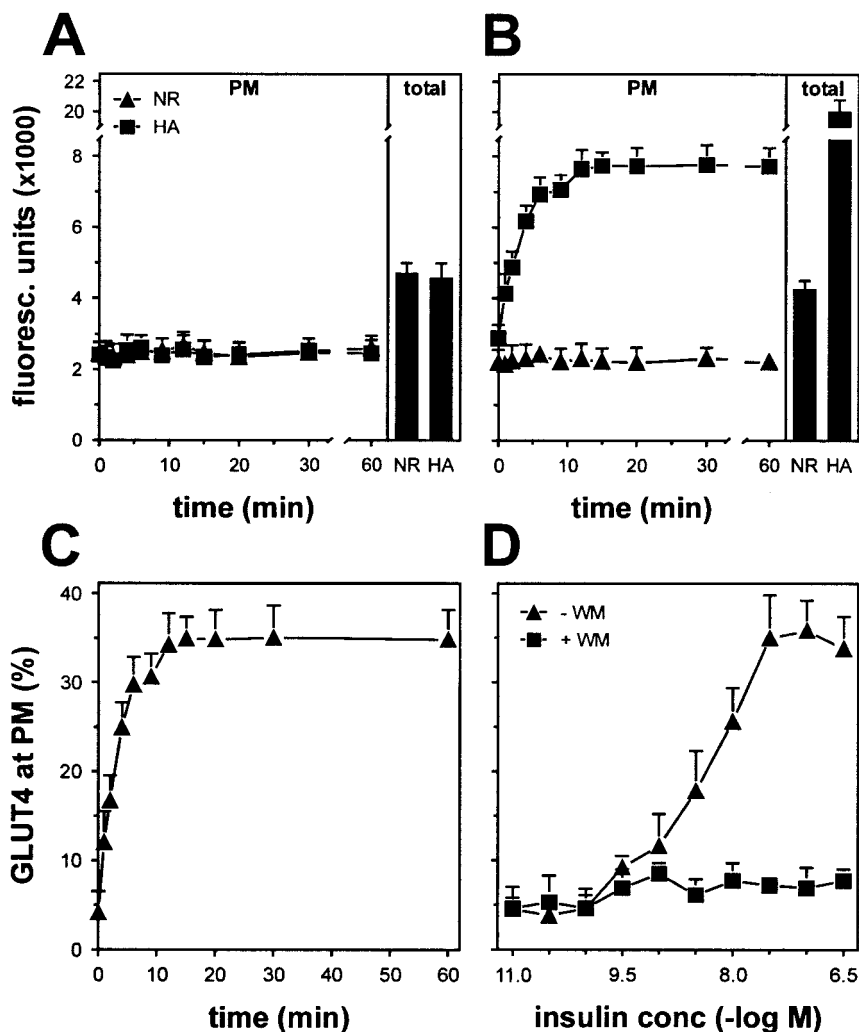 A
B
22
20
8
6
4
2
0
fluoresc. units (x1000)
PM
total
NR
HA
0
10
20
30
60
NR
HA
time (min)
PM
total
0
10
20
30
60
NR
HA
time (min)
C
D
40
30
20
10
0
GLUT4 at PM (%)
0
10
20
30
40
50
60
time (min)
- WM
+ WM
11.0
9.5
8.0
6.5
insulin conc (-log M)